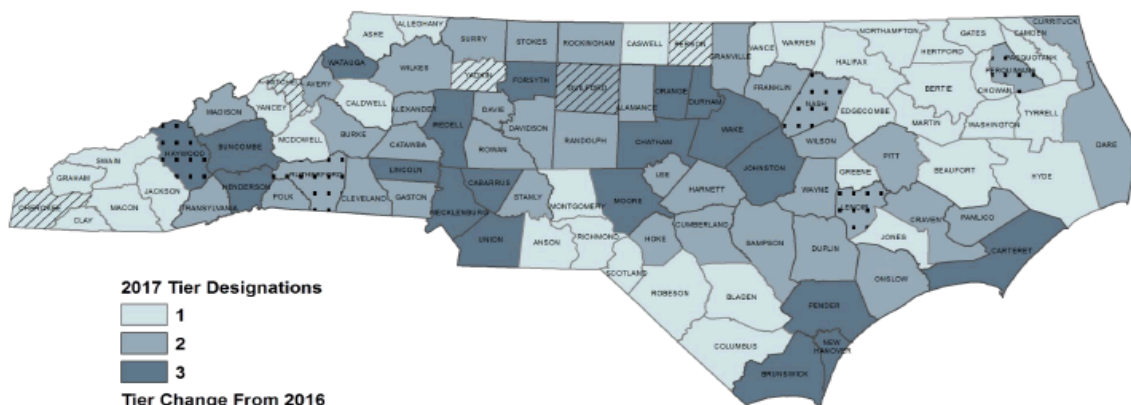 ALLEGHANY
ASHE
SURRY
STOKES
ROCKINGHAM
CASWELL
PERSON
GRANVILLE
VANCE
WARREN
NORTHAMPTON
GATES
CAMDEN
CURRITUCK
HERTFORD
PASQUOTANK
PERQUIMANS
CHOWAN
HALIFAX
BERTIE
WATAUGA
WILKES
YADKIN
FORSYTH
GUILFORD
ALAMANCE
ORANGE
DURHAM
FRANKLIN
NASH
EDGECOMBE
MARTIN
WASHINGTON
TYRRELL
DARE
MITCHELL
AVERY
CALDWELL
ALEXANDER
IREDELL
DAVIE
DAVIDSON
RANDOLPH
CHATHAM
WAKE
WILSON
PITT
BEAUFORT
HYDE
MADISON
YANCEY
MCDOWELL
BURKE
CATAWBA
ROWAN
JOHNSTON
GREENE
HAYWOOD
BUNCOMBE
SWAIN
GRAHAM
JACKSON
CHEROKEE
CLAY
MACON
TRANSYLVANIA
HENDERSON
POLK
RUTHERFORD
CLEVELAND
LINCOLN
GASTON
MECKLENBURG
CABARRUS
STANLY
UNION
ANSON
MONTGOMERY
RICHMOND
MOORE
LEE
HARNETT
WAYNE
LENOIR
CRAVEN
PAMLICO
JONES
CARTERET
HOKE
CUMBERLAND
SAMPSON
DUPLIN
ONSLOW
SCOTLAND
ROBESON
BLADEN
PENDER
COLUMBUS
NEW
HANOVER
BRUNSWICK
2017 Tier Designations
1
2
3
Tier Change From 2016